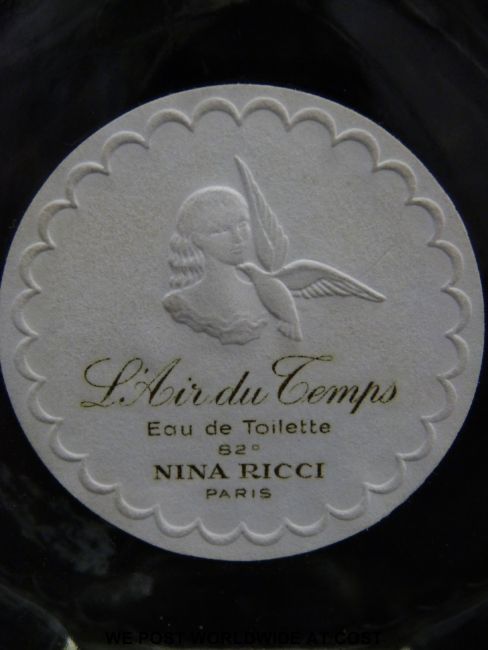 L'Air du Temps
Eau de Toilette
82°
NINA RICCI
PARIS
WE POST WORLDWIDE AT COST